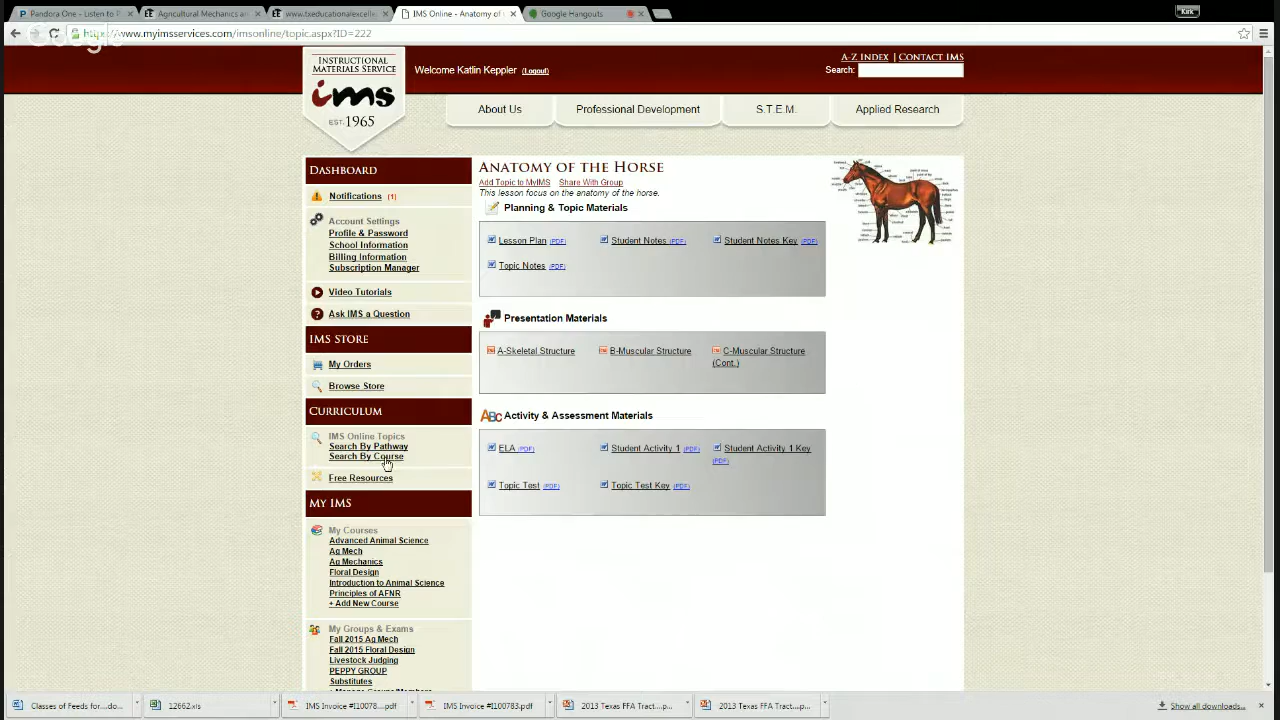 Pandora One - Listen to P
Agricultural Mechanics an
www.txeducationalexcelle
IMS Online - Anatomy of t
Google Hangouts
Kirk
https://www.myimsservices.com/imsonline/topic.aspx?ID=222
Google
INSTRUCTIONAL
MATERIALS SERVICE
ims
EST. 1965
Welcome Katlin Keppler (Logout)
A-Z INDEX | CONTACT IMS
Search:
About Us
Professional Development
S.T.E.M.
Applied Research
DASHBOARD
Notifications (1)
Account Settings
Profile & Password
School Information
Billing Information
Subscription Manager
Video Tutorials
Ask IMS a Question
IMS STORE
My Orders
Browse Store
CURRICULUM
IMS Online Topics
Search By Pathway
Search By Course
Free Resources
MY IMS
My Courses
Advanced Animal Science
Ag Mech
Ag Mechanics
Floral Design
Introduction to Animal Science
Principles of AFNR
+ Add New Course
My Groups & Exams
Fall 2015 Ag Mech
Fall 2015 Floral Design
Livestock Judging
PEPPY GROUP
Substitutes
+ Manage Groups/Members
ANATOMY OF THE HORSE
Add Topic to MyIMS Share With Group
This lesson focus on the anatomy of the horse.
Planning & Topic Materials
Lesson Plan (PDF) Student Notes (PDF) Student Notes Key (PDF)
Topic Notes (PDF)
Presentation Materials
A-Skeletal Structure B-Muscular Structure C-Muscular Structure
(Cont.)
ABC Activity & Assessment Materials
ELA (PDF) Student Activity 1 (PDF) Student Activity 1 Key
(PDF)
Topic Test (PDF) Topic Test Key (PDF)
Classes of Feeds for....do...
12662.xls
IMS Invoice #I10078....pdf
IMS Invoice #I100783.pdf
2013 Texas FFA Tract....p...
2013 Texas FFA Tract....p...
Show all downloads...